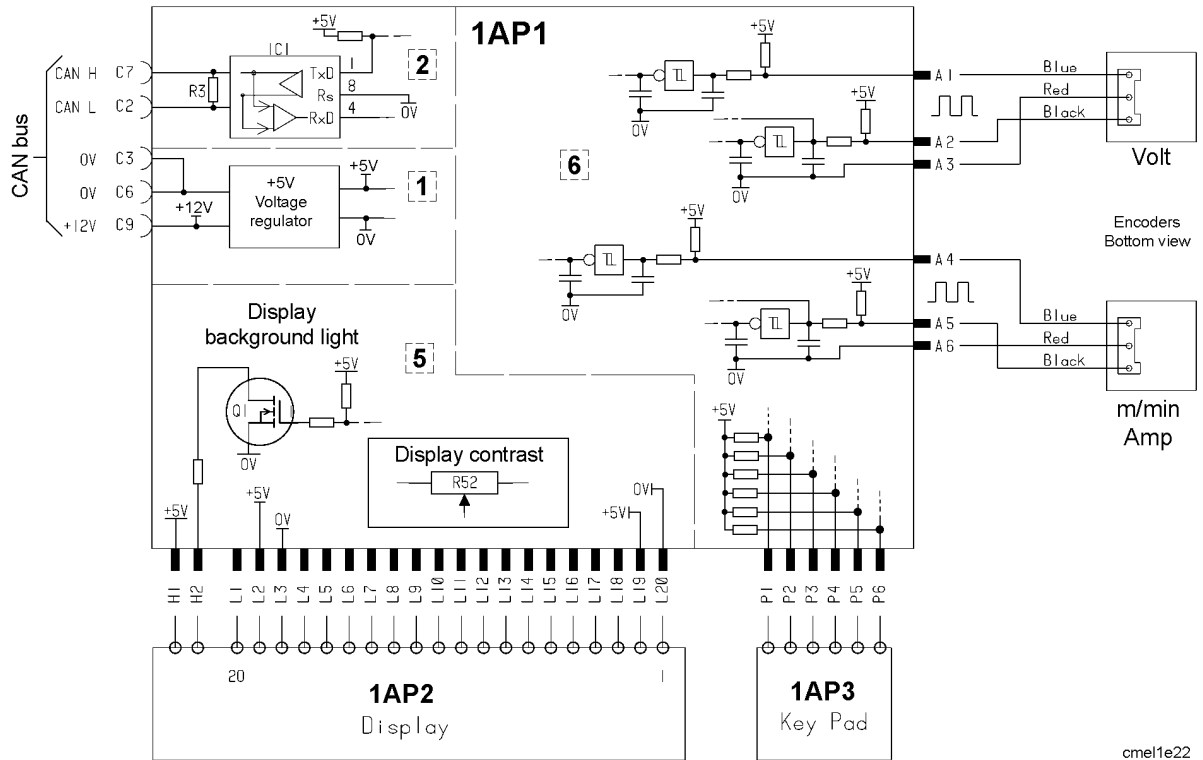 1AP1
+5V
IC1
TxD 1
Rs 8
RxD 4
0V
2
CAN bus
CAN H C7
CAN L C2
R3
0V C3
0V C6
+12V C9
+12V
+5V
Voltage
regulator
+5V
0V
1
6
+5V
0V
+5V
0V
A1
A2
A3
Blue
Red
Black
Volt
Encoders
Bottom view
+5V
0V
+5V
0V
A4
A5
A6
Blue
Red
Black
m/min
Amp
Display
background light
5
+5V
Q1
0V
Display contrast
R52
+5V
+5V
0V
+5V
0V
+5V
H1 H2 L1 L2 L3 L4 L5 L6 L7 L8 L9 L10 L11 L12 L13 L14 L15 L16 L17 L18 L19 L20
P1 P2 P3 P4 P5 P6
20 1
1AP2
Display
1AP3
Key Pad
cmel1e22